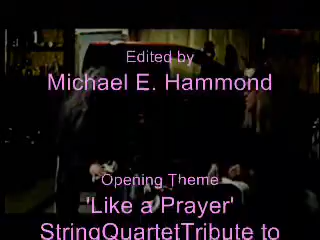 Edited by
Michael E. Hammond
Opening Theme
'Like a Prayer'
StringQuartetTribute to